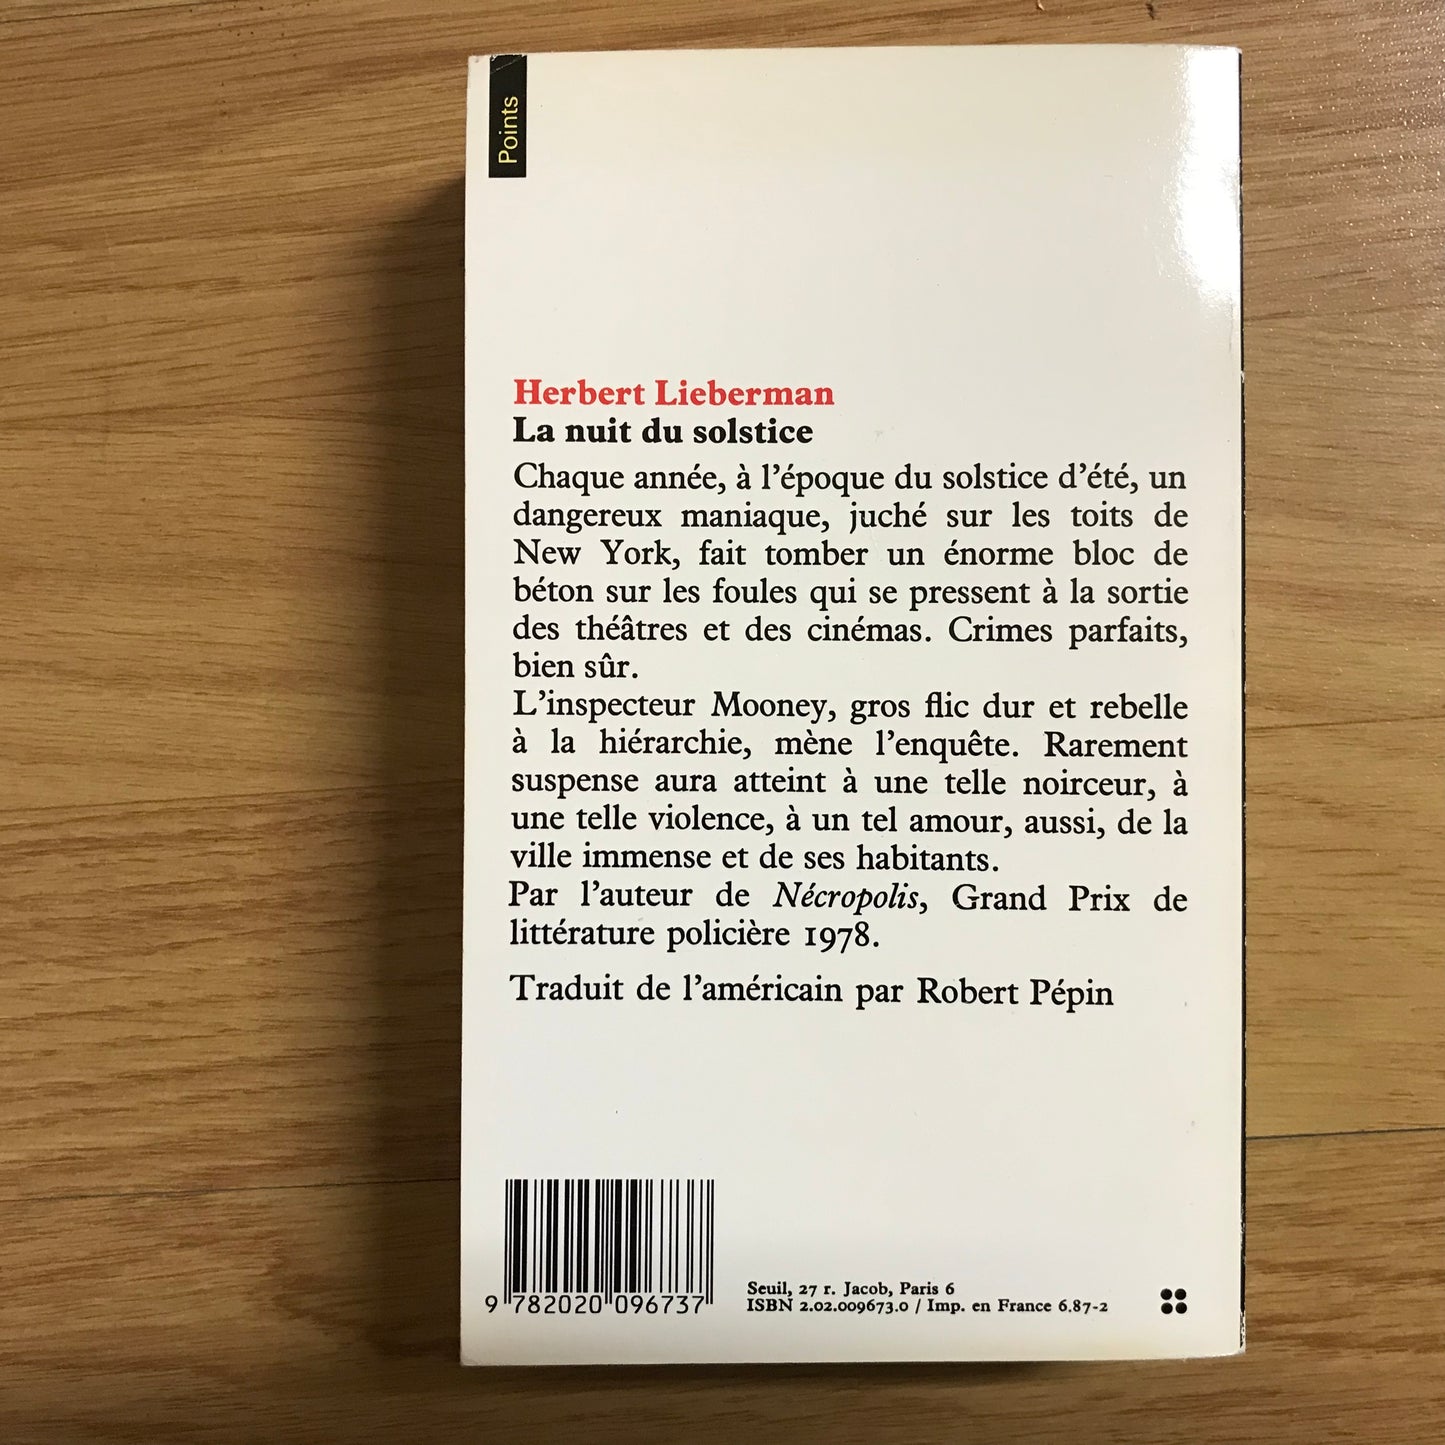 Points
Herbert Lieberman
La nuit du solstice
Chaque année, à l'époque du solstice d'été, un
dangereux maniaque, juché sur les toits de
New York, fait tomber un énorme bloc de
béton sur les foules qui se pressent à la sortie
des théâtres et des cinémas. Crimes parfaits,
bien sûr.
L'inspecteur Mooney, gros flic dur et rebelle
à la hiérarchie, mène l'enquête. Rarement
suspense aura atteint à une telle noirceur, à
une telle violence, à un tel amour, aussi, de la
ville immense et de ses habitants.
Par l'auteur de Nécropolis, Grand Prix de
littérature policière 1978.
Traduit de l'américain par Robert Pépin
9 782020 096737
Seuil, 27 r. Jacob, Paris 6
ISBN 2.02.009673.0 / Imp. en France 6.87-2